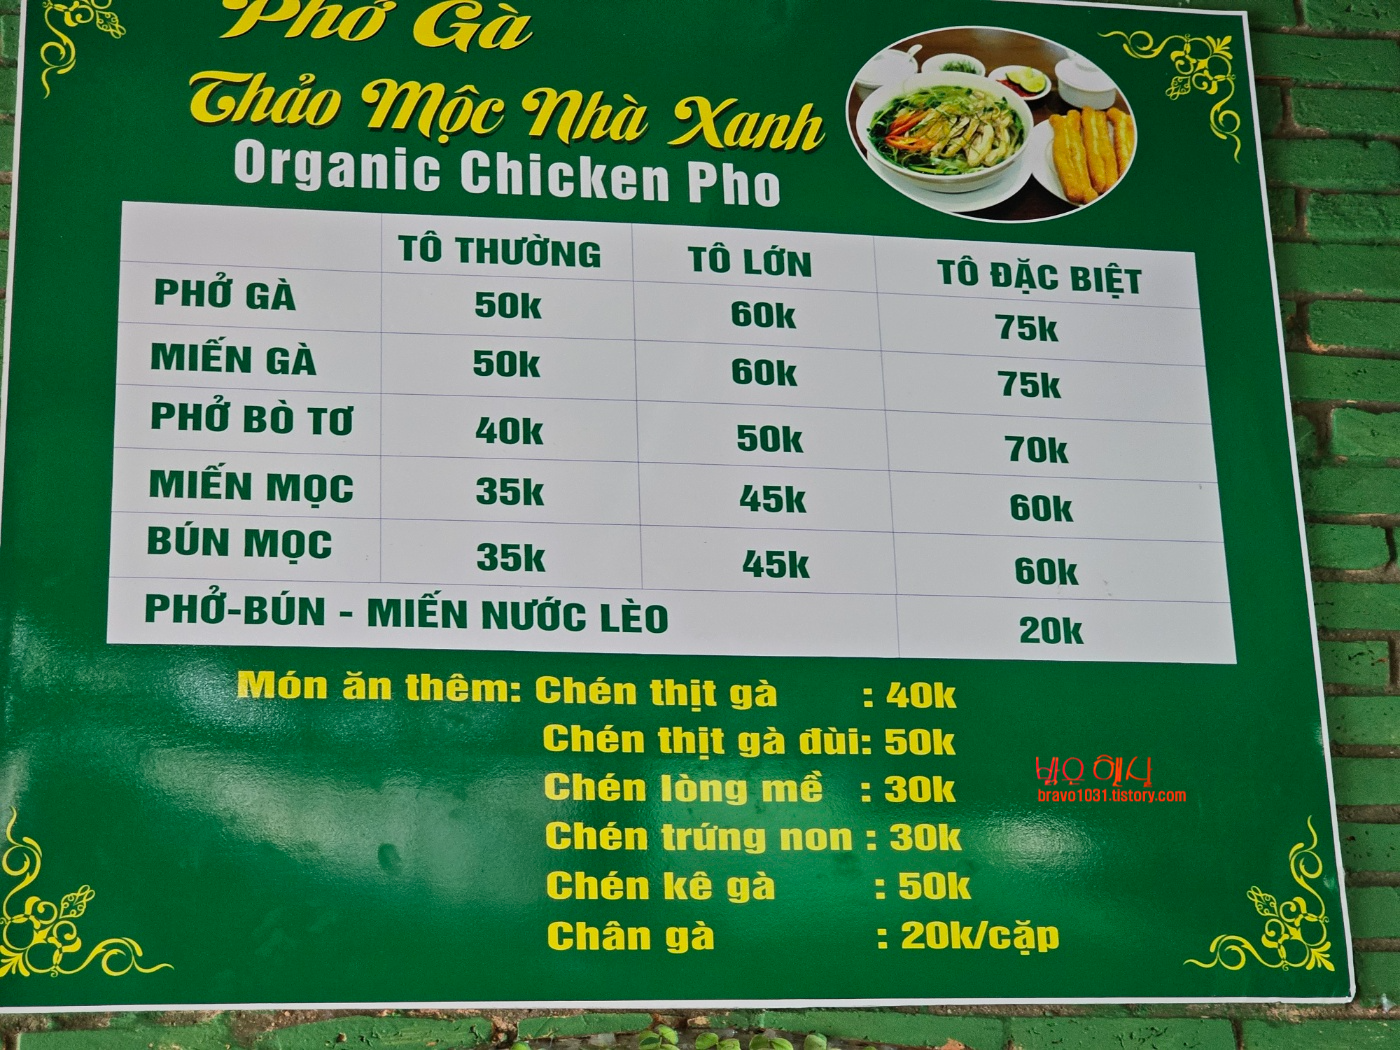 Phở Gà
Thảo Mộc Nhà Xanh
Organic Chicken Pho
TÔ THƯỜNG TÔ LỚN TÔ ĐẶC BIỆT
PHỞ GÀ 50k 60k 75k
MIẾN GÀ 50k 60k 75k
PHỞ BÒ TƠ 40k 50k 70k
MIẾN MỌC 35k 45k 60k
BÚN MỌC 35k 45k 60k
PHỞ-BÚN - MIẾN NƯỚC LÈO 20k
Món ăn thêm: Chén thịt gà : 40k
Chén thịt gà đùi: 50k
Chén lòng mề : 30k
Chén trứng non : 30k
Chén kê gà : 50k
Chân gà : 20k/cặp
bravo1031.tistory.com